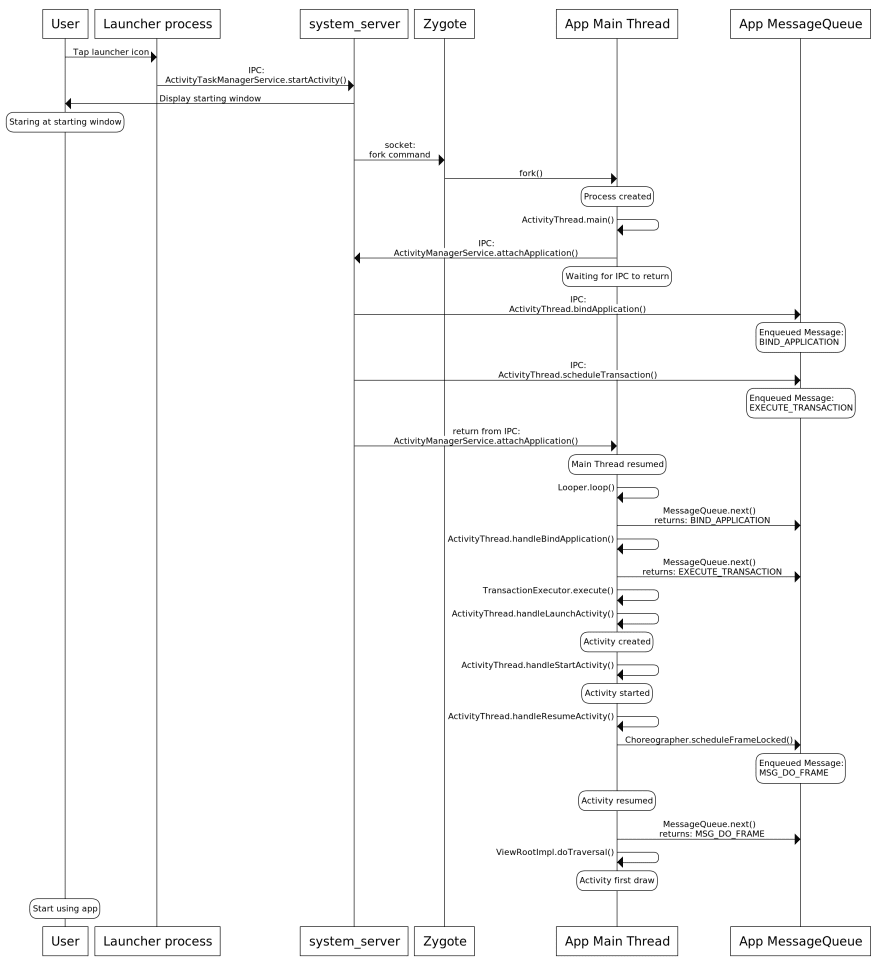 User
Launcher process
system_server
Zygote
App Main Thread
App MessageQueue
Tap launcher icon
IPC:
ActivityTaskManagerService.startActivity()
Display starting window
Staring at starting window
socket:
fork command
fork()
Process created
ActivityThread.main()
IPC:
ActivityManagerService.attachApplication()
Waiting for IPC to return
IPC:
ActivityThread.bindApplication()
Enqueued Message:
BIND_APPLICATION
IPC:
ActivityThread.scheduleTransaction()
Enqueued Message:
EXECUTE_TRANSACTION
return from IPC:
ActivityManagerService.attachApplication()
Main Thread resumed
Looper.loop()
MessageQueue.next()
returns: BIND_APPLICATION
ActivityThread.handleBindApplication()
MessageQueue.next()
returns: EXECUTE_TRANSACTION
TransactionExecutor.execute()
ActivityThread.handleLaunchActivity()
Activity created
ActivityThread.handleStartActivity()
Activity started
ActivityThread.handleResumeActivity()
Choreographer.scheduleFrameLocked()
Enqueued Message:
MSG_DO_FRAME
Activity resumed
MessageQueue.next()
returns: MSG_DO_FRAME
ViewRootImpl.doTraversal()
Activity first draw
Start using app
User
Launcher process
system_server
Zygote
App Main Thread
App MessageQueue